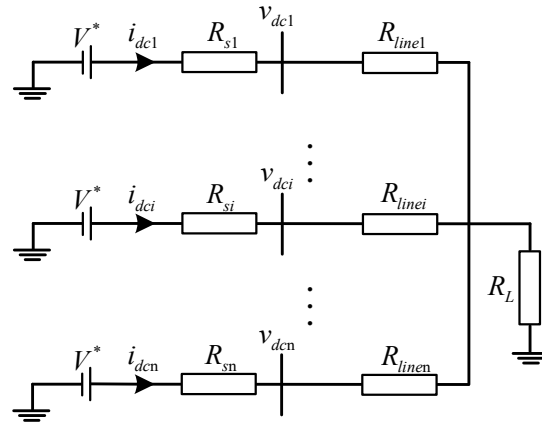 V* i_dc1 R_s1 v_dc1 R_line1
V* i_dci R_si v_dci R_linei
R_L
V* i_dcn R_sn v_dcn R_linen